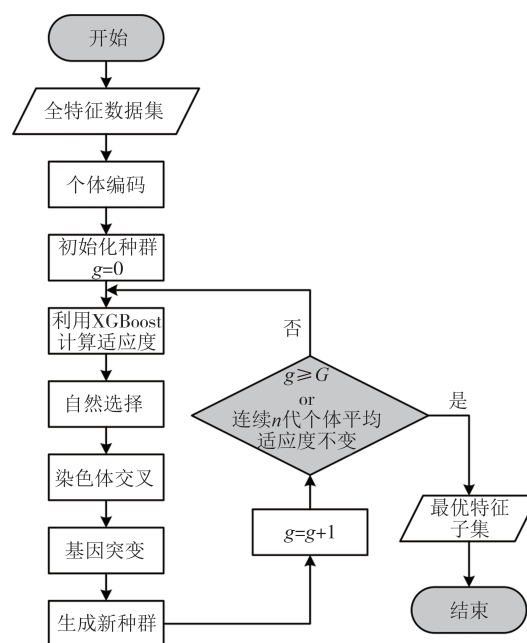 开始
全特征数据集
个体编码
初始化种群
g=0
利用XGBoost
计算适应度
自然选择
染色体交叉
基因突变
生成新种群
g=g+1
否
g≥G
or
连续n代个体平均
适应度不变
是
最优特征
子集
结束